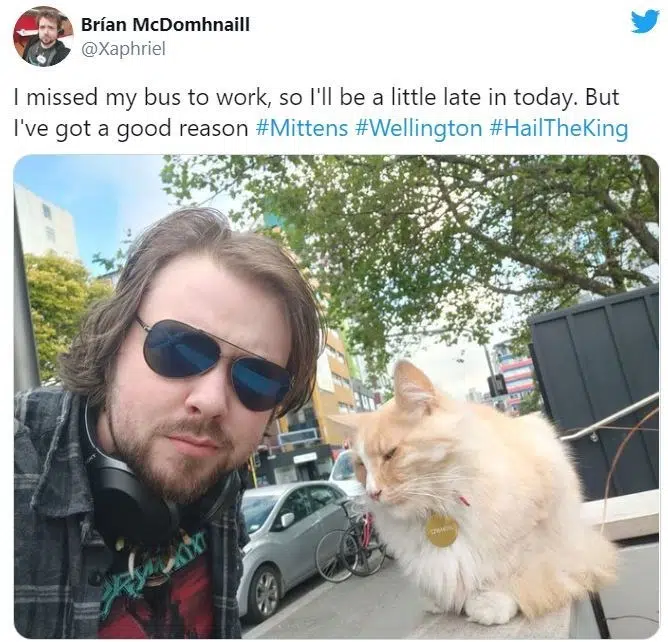 Brían McDomhnaill
@Xaphriel
I missed my bus to work, so I'll be a little late in today. But
I've got a good reason #Mittens #Wellington #HailTheKing